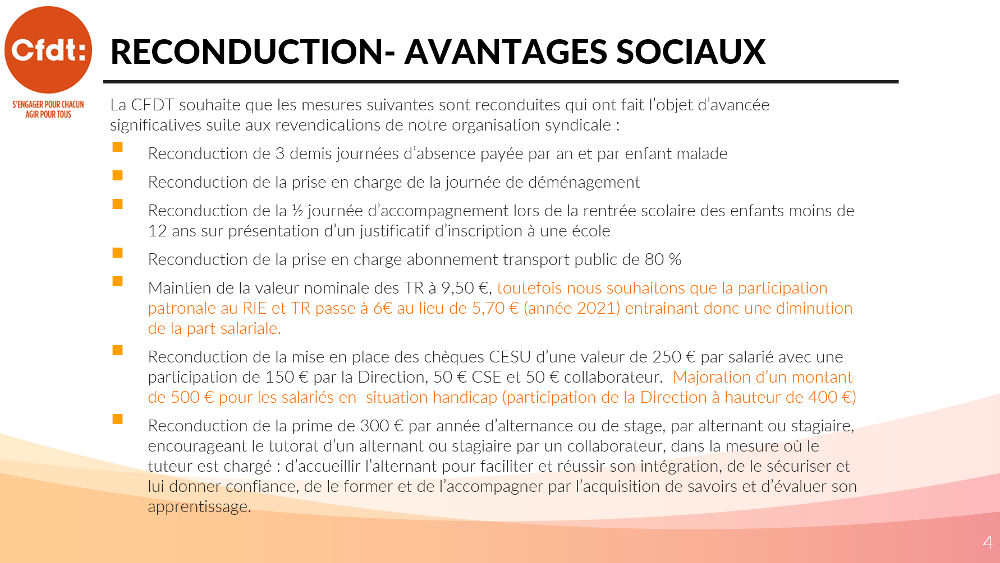 Cfdt:
S'ENGAGER POUR CHACUN
AGIR POUR TOUS
RECONDUCTION- AVANTAGES SOCIAUX
La CFDT souhaite que les mesures suivantes sont reconduites qui ont fait l’objet d’avancée
significatives suite aux revendications de notre organisation syndicale :
Reconduction de 3 demis journées d’absence payée par an et par enfant malade
Reconduction de la prise en charge de la journée de déménagement
Reconduction de la ½ journée d’accompagnement lors de la rentrée scolaire des enfants moins de
12 ans sur présentation d’un justificatif d’inscription à une école
Reconduction de la prise en charge abonnement transport public de 80 %
Maintien de la valeur nominale des TR à 9,50 €, toutefois nous souhaitons que la participation
patronale au RIE et TR passe à 6€ au lieu de 5,70 € (année 2021) entrainant donc une diminution
de la part salariale.
Reconduction de la mise en place des chèques CESU d’une valeur de 250 € par salarié avec une
participation de 150 € par la Direction, 50 € CSE et 50 € collaborateur.  Majoration d’un montant
de 500 € pour les salariés en  situation handicap (participation de la Direction à hauteur de 400 €)
Reconduction de la prime de 300 € par année d’alternance ou de stage, par alternant ou stagiaire,
encourageant le tutorat d’un alternant ou stagiaire par un collaborateur, dans la mesure où le
tuteur est chargé : d’accueillir l’alternant pour faciliter et réussir son intégration, de le sécuriser et
lui donner confiance, de le former et de l’accompagner par l’acquisition de savoirs et d’évaluer son
apprentissage.
4